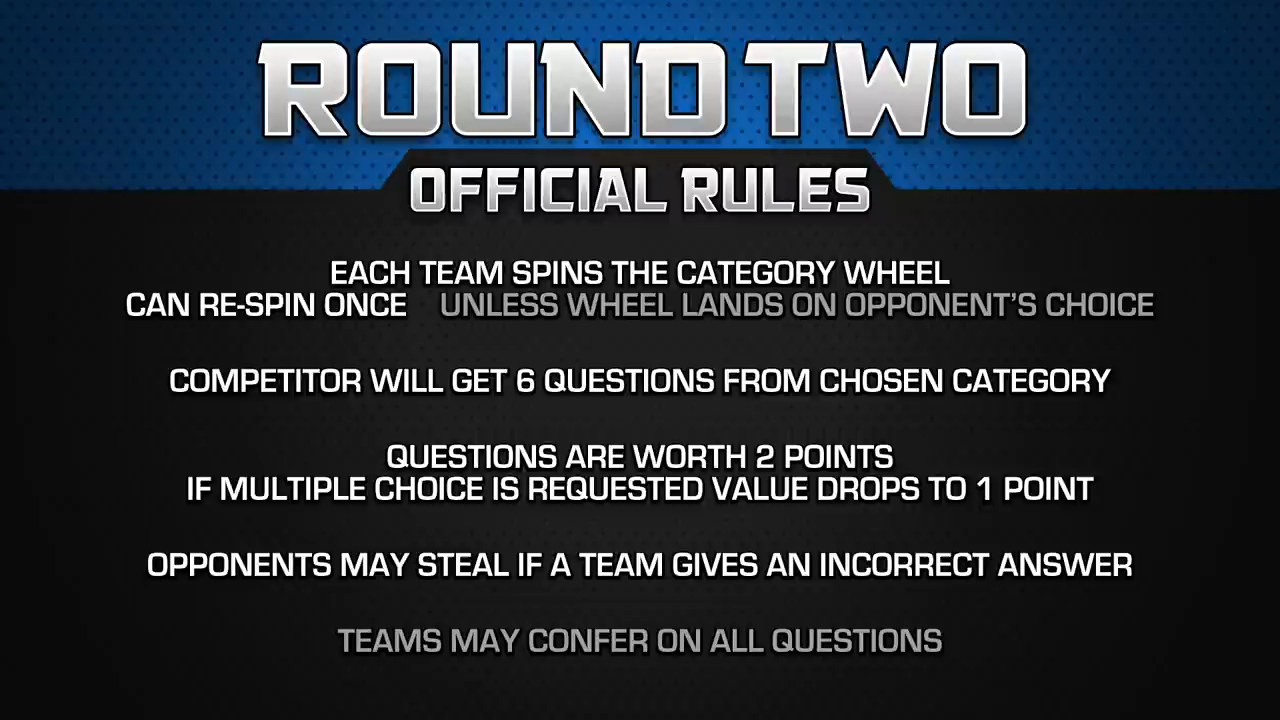 ROUND TWO
OFFICIAL RULES
EACH TEAM SPINS THE CATEGORY WHEEL
CAN RE-SPIN ONCE UNLESS WHEEL LANDS ON OPPONENT'S CHOICE
COMPETITOR WILL GET 6 QUESTIONS FROM CHOSEN CATEGORY
QUESTIONS ARE WORTH 2 POINTS
IF MULTIPLE CHOICE IS REQUESTED VALUE DROPS TO 1 POINT
OPPONENTS MAY STEAL IF A TEAM GIVES AN INCORRECT ANSWER
TEAMS MAY CONFER ON ALL QUESTIONS